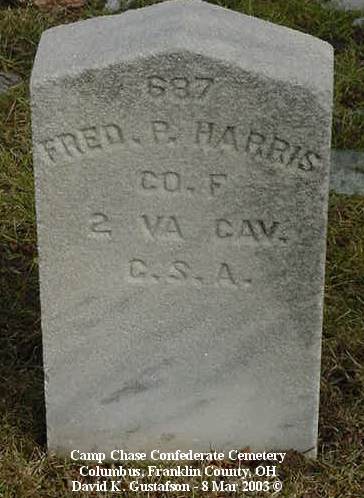 687
FRED. P. HARRIS
CO. F
2 VA CAV.
C. S. A.
Camp Chase Confederate Cemetery
Columbus, Franklin County, OH
David K. Gustafson - 8 Mar 2003 ©